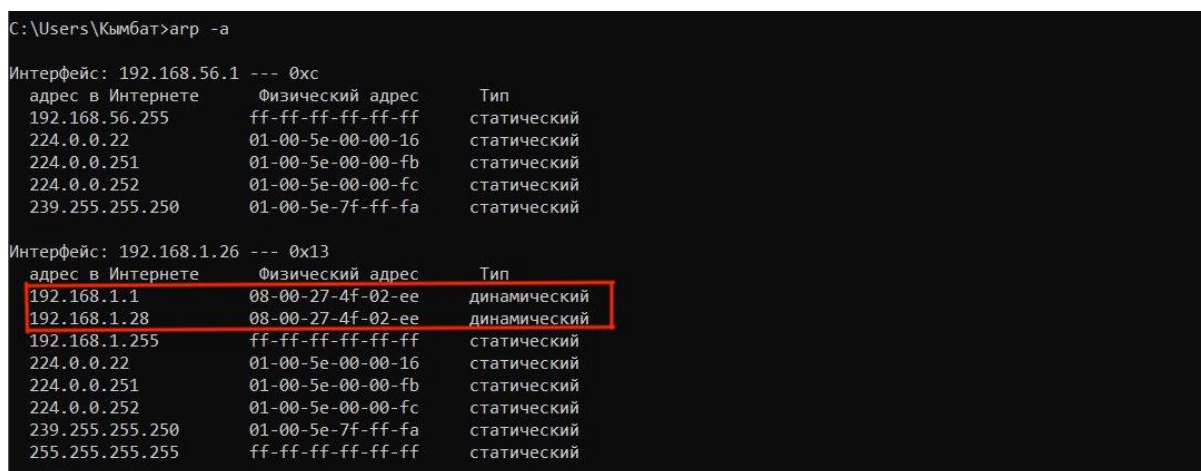 C:\Users\Кымбат>arp -a
Интерфейс: 192.168.56.1 --- 0xc
адрес в Интернете Физический адрес Тип
192.168.56.255 ff-ff-ff-ff-ff-ff статический
224.0.0.22 01-00-5e-00-00-16 статический
224.0.0.251 01-00-5e-00-00-fb статический
224.0.0.252 01-00-5e-00-00-fc статический
239.255.255.250 01-00-5e-7f-ff-fa статический
Интерфейс: 192.168.1.26 --- 0x13
адрес в Интернете Физический адрес Тип
192.168.1.1 08-00-27-4f-02-ee динамический
192.168.1.28 08-00-27-4f-02-ee динамический
192.168.1.255 ff-ff-ff-ff-ff-ff статический
224.0.0.22 01-00-5e-00-00-16 статический
224.0.0.251 01-00-5e-00-00-fb статический
224.0.0.252 01-00-5e-00-00-fc статический
239.255.255.250 01-00-5e-7f-ff-fa статический
255.255.255.255 ff-ff-ff-ff-ff-ff статический